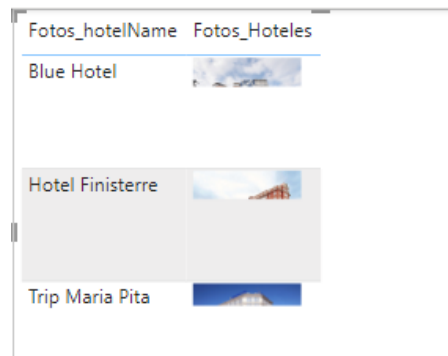 Fotos_hotelName Fotos_Hoteles
Blue Hotel
Hotel Finisterre
Trip Maria Pita